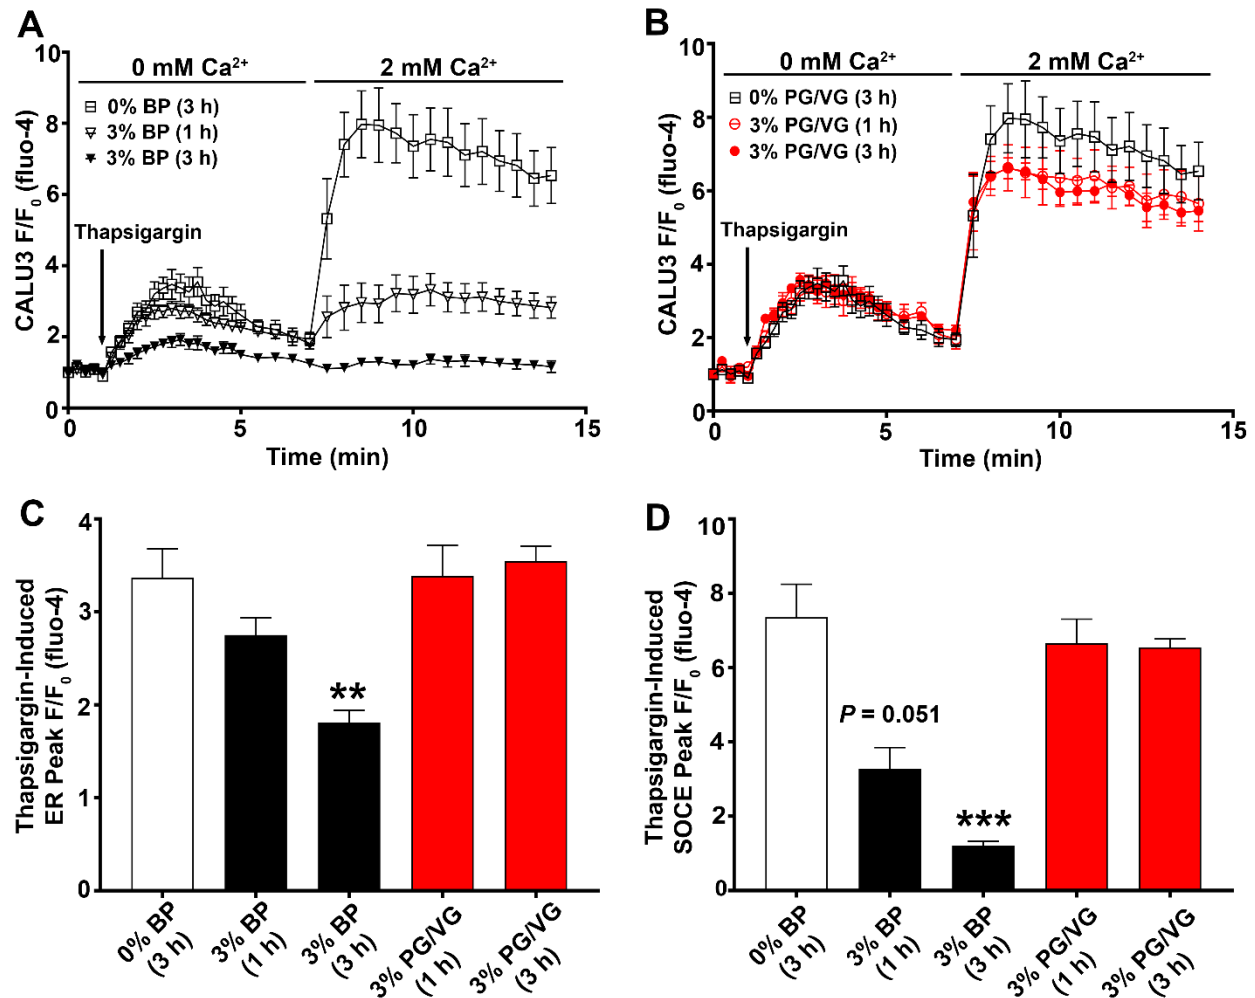 A
0 mM Ca²⁺
2 mM Ca²⁺
0% BP (3 h)
3% BP (1 h)
3% BP (3 h)
Thapsigargin
CALU3 F/F₀ (fluo-4)
10
8
6
4
2
0
0
5
10
15
Time (min)
B
0 mM Ca²⁺
2 mM Ca²⁺
0% PG/VG (3 h)
3% PG/VG (1 h)
3% PG/VG (3 h)
Thapsigargin
CALU3 F/F₀ (fluo-4)
10
8
6
4
2
0
0
5
10
15
Time (min)
C
Thapsigargin-Induced
ER Peak F/F₀ (fluo-4)
4
3
2
1
0
**
0% BP
(3 h)
3% BP
(1 h)
3% BP
(3 h)
3% PG/VG
(1 h)
3% PG/VG
(3 h)
D
Thapsigargin-Induced
SOCE Peak F/F₀ (fluo-4)
10
8
6
4
2
0
P = 0.051
***
0% BP
(3 h)
3% BP
(1 h)
3% BP
(3 h)
3% PG/VG
(1 h)
3% PG/VG
(3 h)